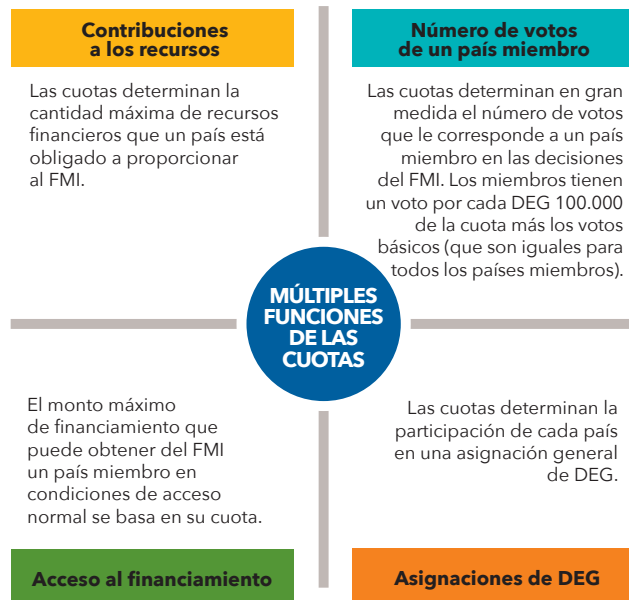 Contribuciones
a los recursos
Las cuotas determinan la
cantidad máxima de recursos
financieros que un país está
obligado a proporcionar
al FMI.
Número de votos
de un país miembro
Las cuotas determinan en gran
medida el número de votos
que le corresponde a un país
miembro en las decisiones
del FMI. Los miembros tienen
un voto por cada DEG 100.000
de la cuota más los votos
básicos (que son iguales para
todos los países miembros).
MÚLTIPLES
FUNCIONES
DE LAS
CUOTAS
El monto máximo
de financiamiento que
puede obtener del FMI
un país miembro en
condiciones de acceso
normal se basa en su cuota.
Acceso al financiamiento
Las cuotas determinan la
participación de cada país
en una asignación general
de DEG.
Asignaciones de DEG